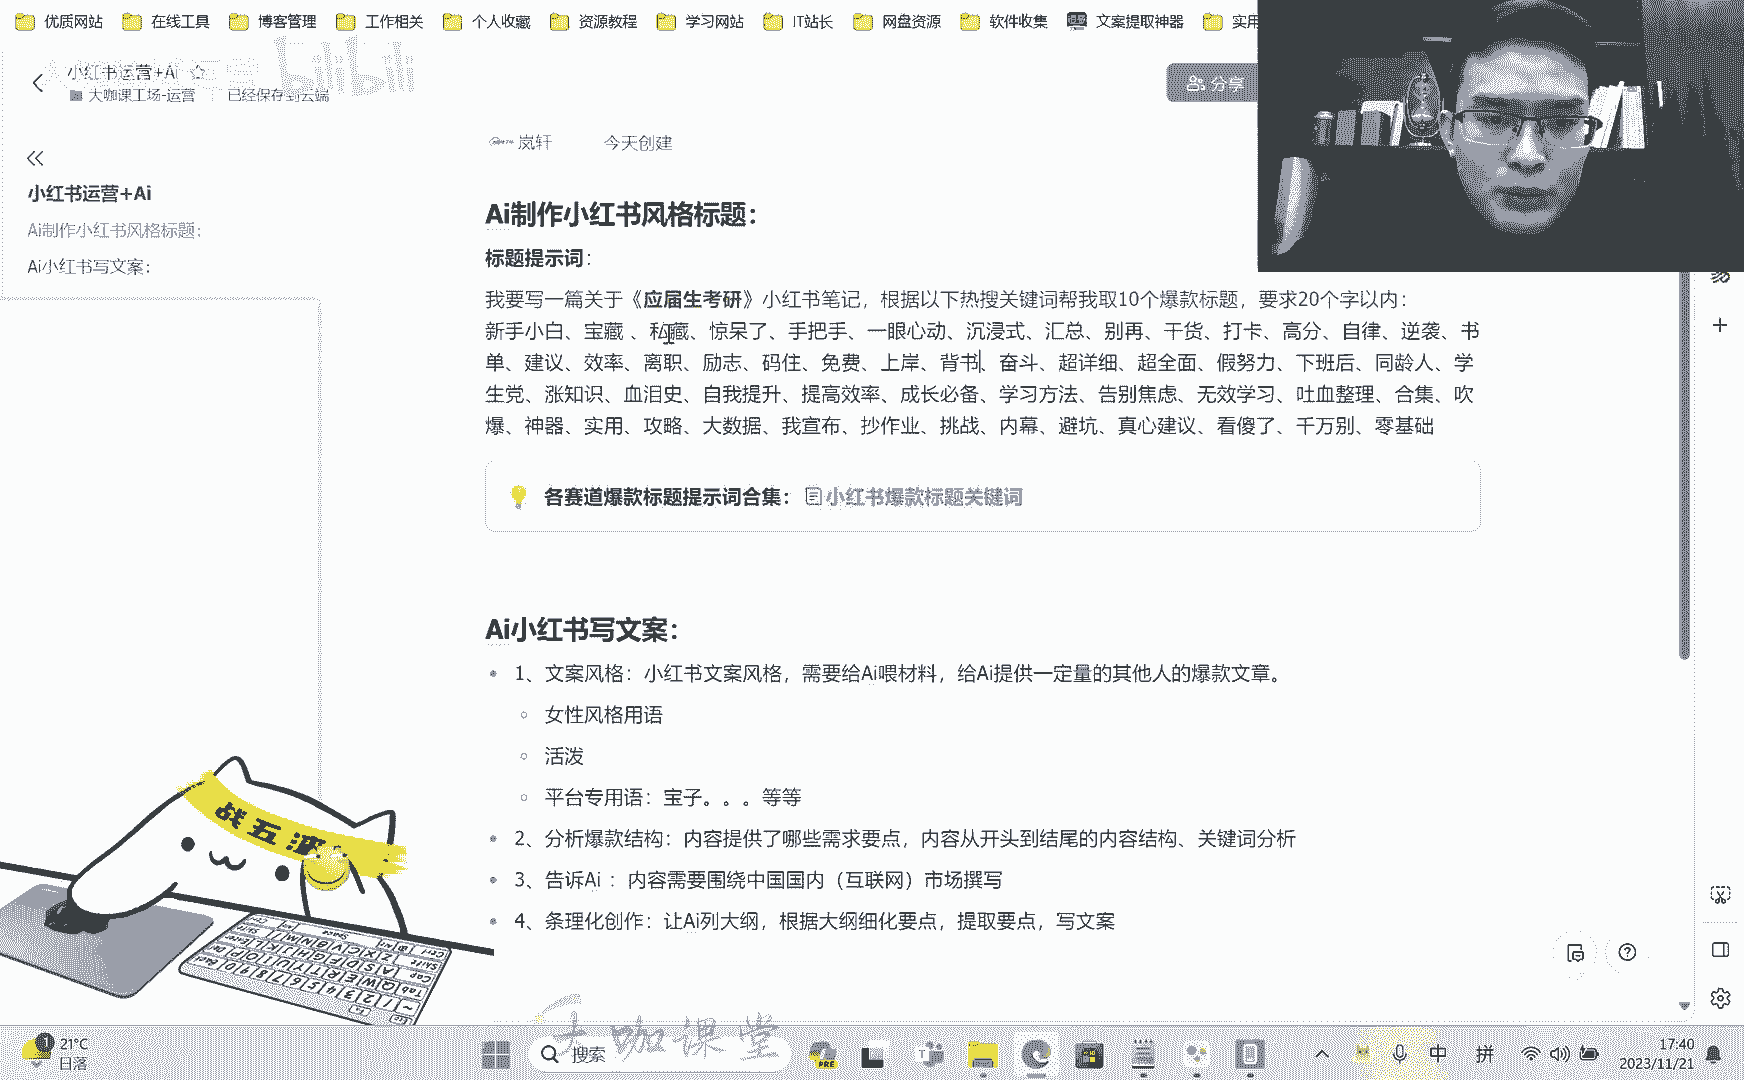 优质网站 在线工具 博客管理 工作相关 个人收藏 资源教程 学习网站 IT站长 网盘资源 软件收集 文案提取神器 实用
bilibili
小红书运营+Ai
大咖课工场-运营 已经保存到云端
分享
岚轩 今天创建
小红书运营+Ai
Ai制作小红书风格标题：
Ai小红书写文案：
Ai制作小红书风格标题：
标题提示词：
我要写一篇关于《应届生考研》小红书笔记，根据以下热搜关键词帮我取10个爆款标题，要求20个字以内：
新手小白、宝藏 、私藏、惊呆了、手把手、一眼心动、沉浸式、汇总、别再、干货、打卡、高分、自律、逆袭、书
单、建议、效率、离职、励志、码住、免费、上岸、背书、奋斗、超详细、超全面、假努力、下班后、同龄人、学
生党、涨知识、血泪史、自我提升、提高效率、成长必备、学习方法、告别焦虑、无效学习、吐血整理、合集、吹
爆、神器、实用、攻略、大数据、我宣布、抄作业、挑战、内幕、避坑、真心建议、看傻了、千万别、零基础
各赛道爆款标题提示词合集： 小红书爆款标题关键词
Ai小红书写文案：
1、文案风格：小红书文案风格，需要给Ai喂材料，给Ai提供一定量的其他人的爆款文章。
女性风格用语
活泼
平台专用语：宝子。。。等等
2、分析爆款结构：内容提供了哪些需求要点，内容从开头到结尾的内容结构、关键词分析
3、告诉Ai ：内容需要围绕中国国内（互联网）市场撰写
4、条理化创作：让Ai列大纲，根据大纲细化要点，提取要点，写文案
战五渣
大咖课堂
1
21°C
日落
搜索
PRE
中 拼
17:40
2023/11/21